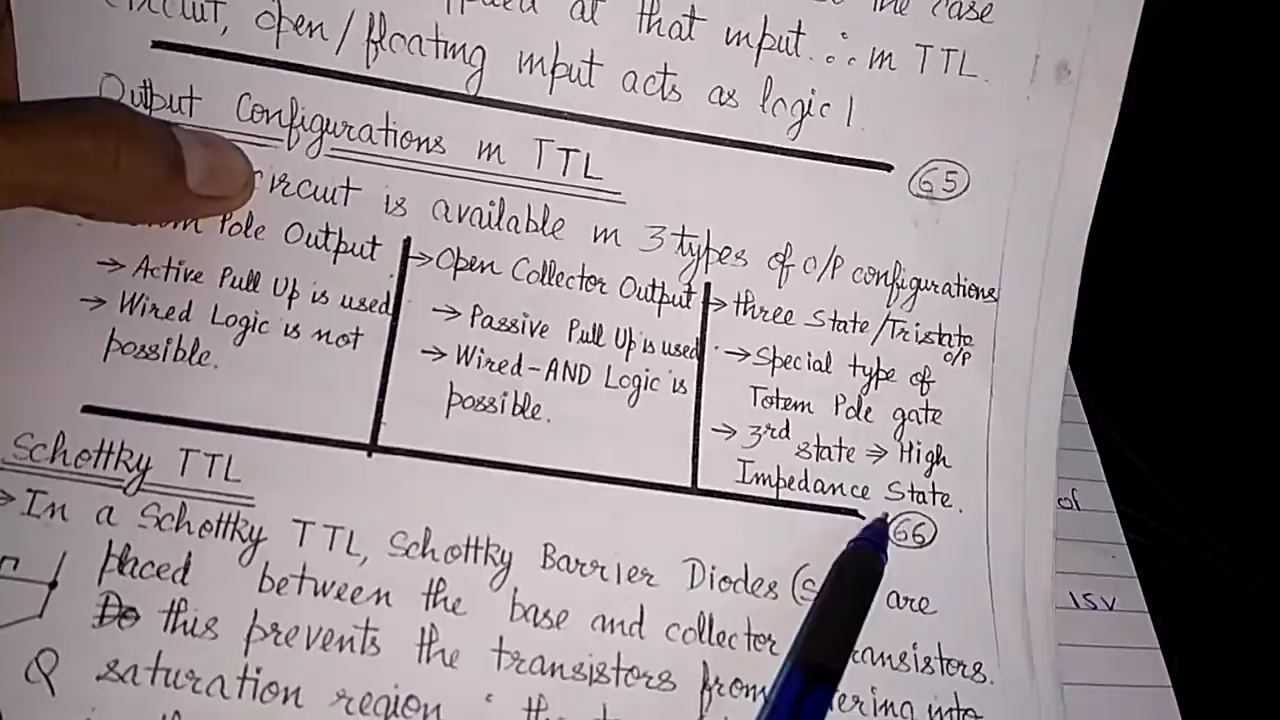 the case
at that input ∴ in TTL.
circuit, open/floating input acts as logic 1.
65
Output Configurations in TTL
circuit is available in 3 types of O/P configurations
Pole Output
→ Active Pull Up is used
→ Wired Logic is not
possible.
→ Open Collector Output
→ Passive Pull Up is used
→ Wired-AND Logic is
possible.
→ three State/Tristate
O/P
→ Special type of
Totem Pole gate
→ 3rd state ⇒ High
Impedance State.
66
Schottky TTL
→ In a Schottky TTL, Schottky Barrier Diodes are
placed between the base and collector
this prevents the transistors
Q saturation region
of
15V